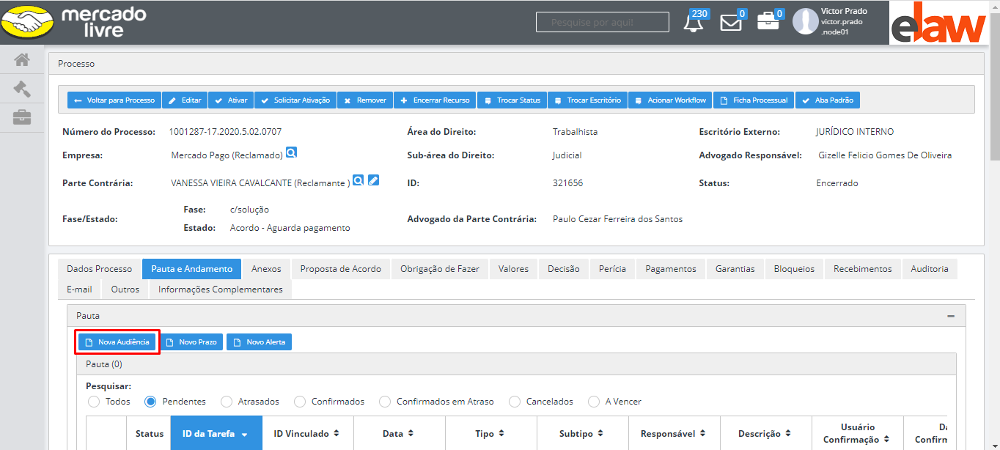 mercado
livre
Pesquise por aqui!
230
0
0
Victor Prado
victor.prado
.node01
elaw
Processo
Voltar para Processo Editar Ativar Solicitar Ativação Remover Encerrar Recurso Trocar Status Trocar Escritório Acionar Workflow Ficha Processual Aba Padrão
Número do Processo: 1001287-17.2020.5.02.0707 Área do Direito: Trabalhista Escritório Externo: JURÍDICO INTERNO
Empresa: Mercado Pago (Reclamado) Sub-área do Direito: Judicial Advogado Responsável: Gizelle Felicio Gomes De Oliveira
Parte Contrária: VANESSA VIEIRA CAVALCANTE (Reclamante ) ID: 321656 Status: Encerrado
Fase: c/solução
Fase/Estado: Advogado da Parte Contrária: Paulo Cezar Ferreira dos Santos
Estado: Acordo - Aguarda pagamento
Dados Processo Pauta e Andamento Anexos Proposta de Acordo Obrigação de Fazer Valores Decisão Perícia Pagamentos Garantias Bloqueios Recebimentos Auditoria
E-mail Outros Informações Complementares
Pauta
Nova Audiência Novo Prazo Novo Alerta
Pauta (0)
Pesquisar:
Todos Pendentes Atrasados Confirmados Confirmados em Atraso Cancelados A Vencer
Status ID da Tarefa ID Vinculado Data Tipo Subtipo Responsável Descrição Usuário Confirmação